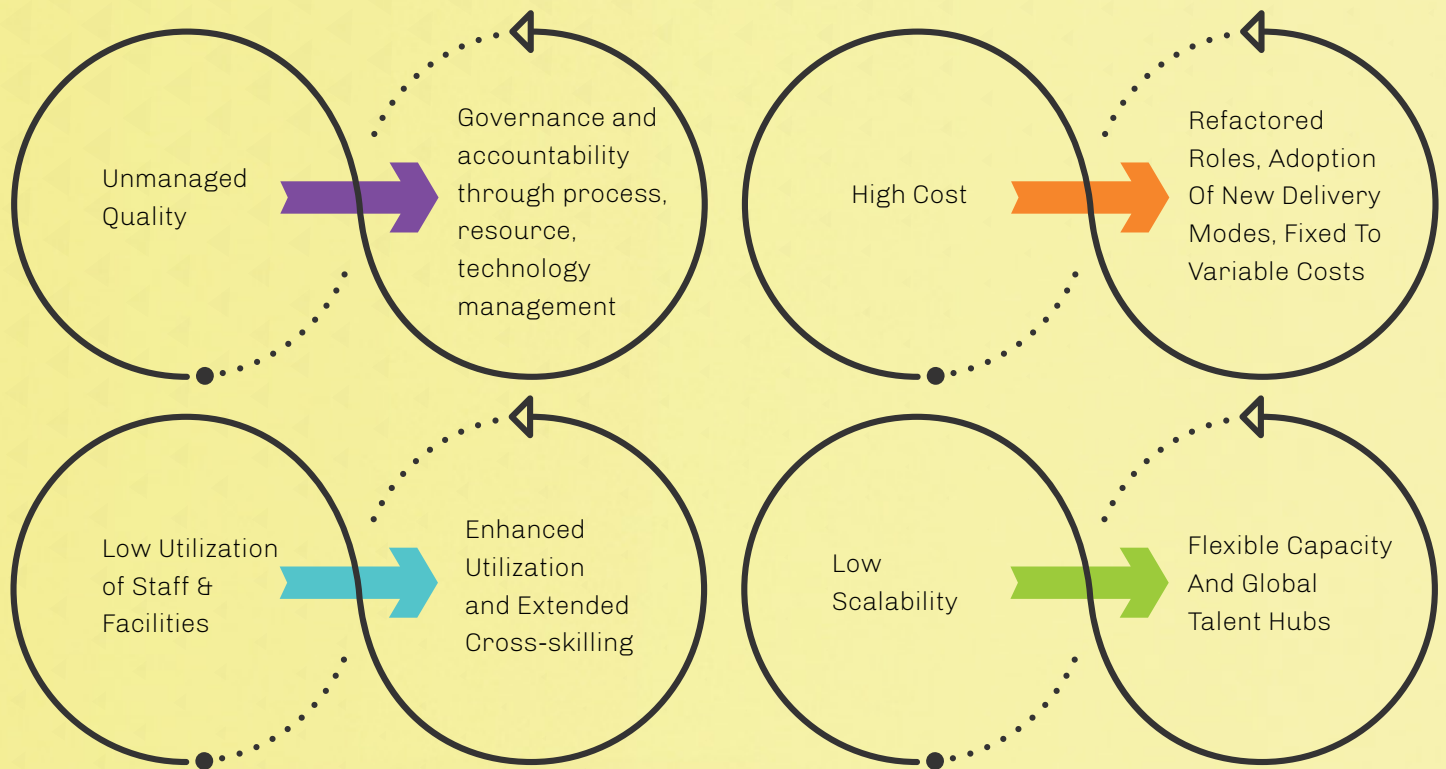 Unmanaged
Quality
Governance and
accountability
through process,
resource,
technology
management
High Cost
Refactored
Roles, Adoption
Of New Delivery
Modes, Fixed To
Variable Costs
Low Utilization
of Staff &
Facilities
Enhanced
Utilization
and Extended
Cross-skilling
Low
Scalability
Flexible Capacity
And Global
Talent Hubs